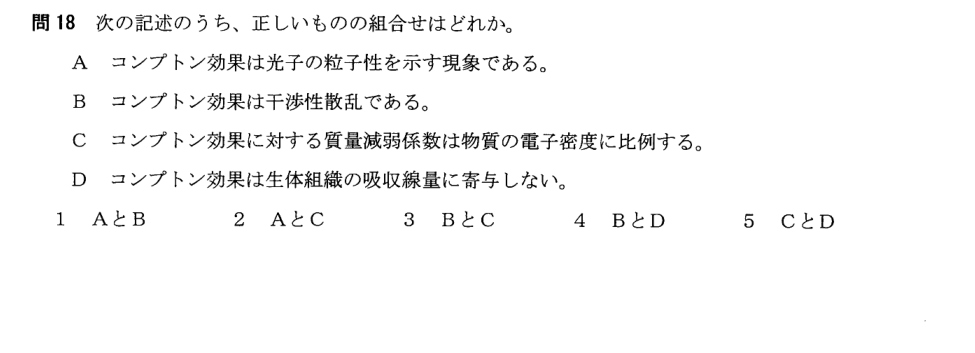 問18 次の記述のうち、正しいものの組合せはどれか。
A コンプトン効果は光子の粒子性を示す現象である。
B コンプトン効果は干渉性散乱である。
C コンプトン効果に対する質量減弱係数は物質の電子密度に比例する。
D コンプトン効果は生体組織の吸収線量に寄与しない。
1 AとB 2 AとC 3 BとC 4 BとD 5 CとD